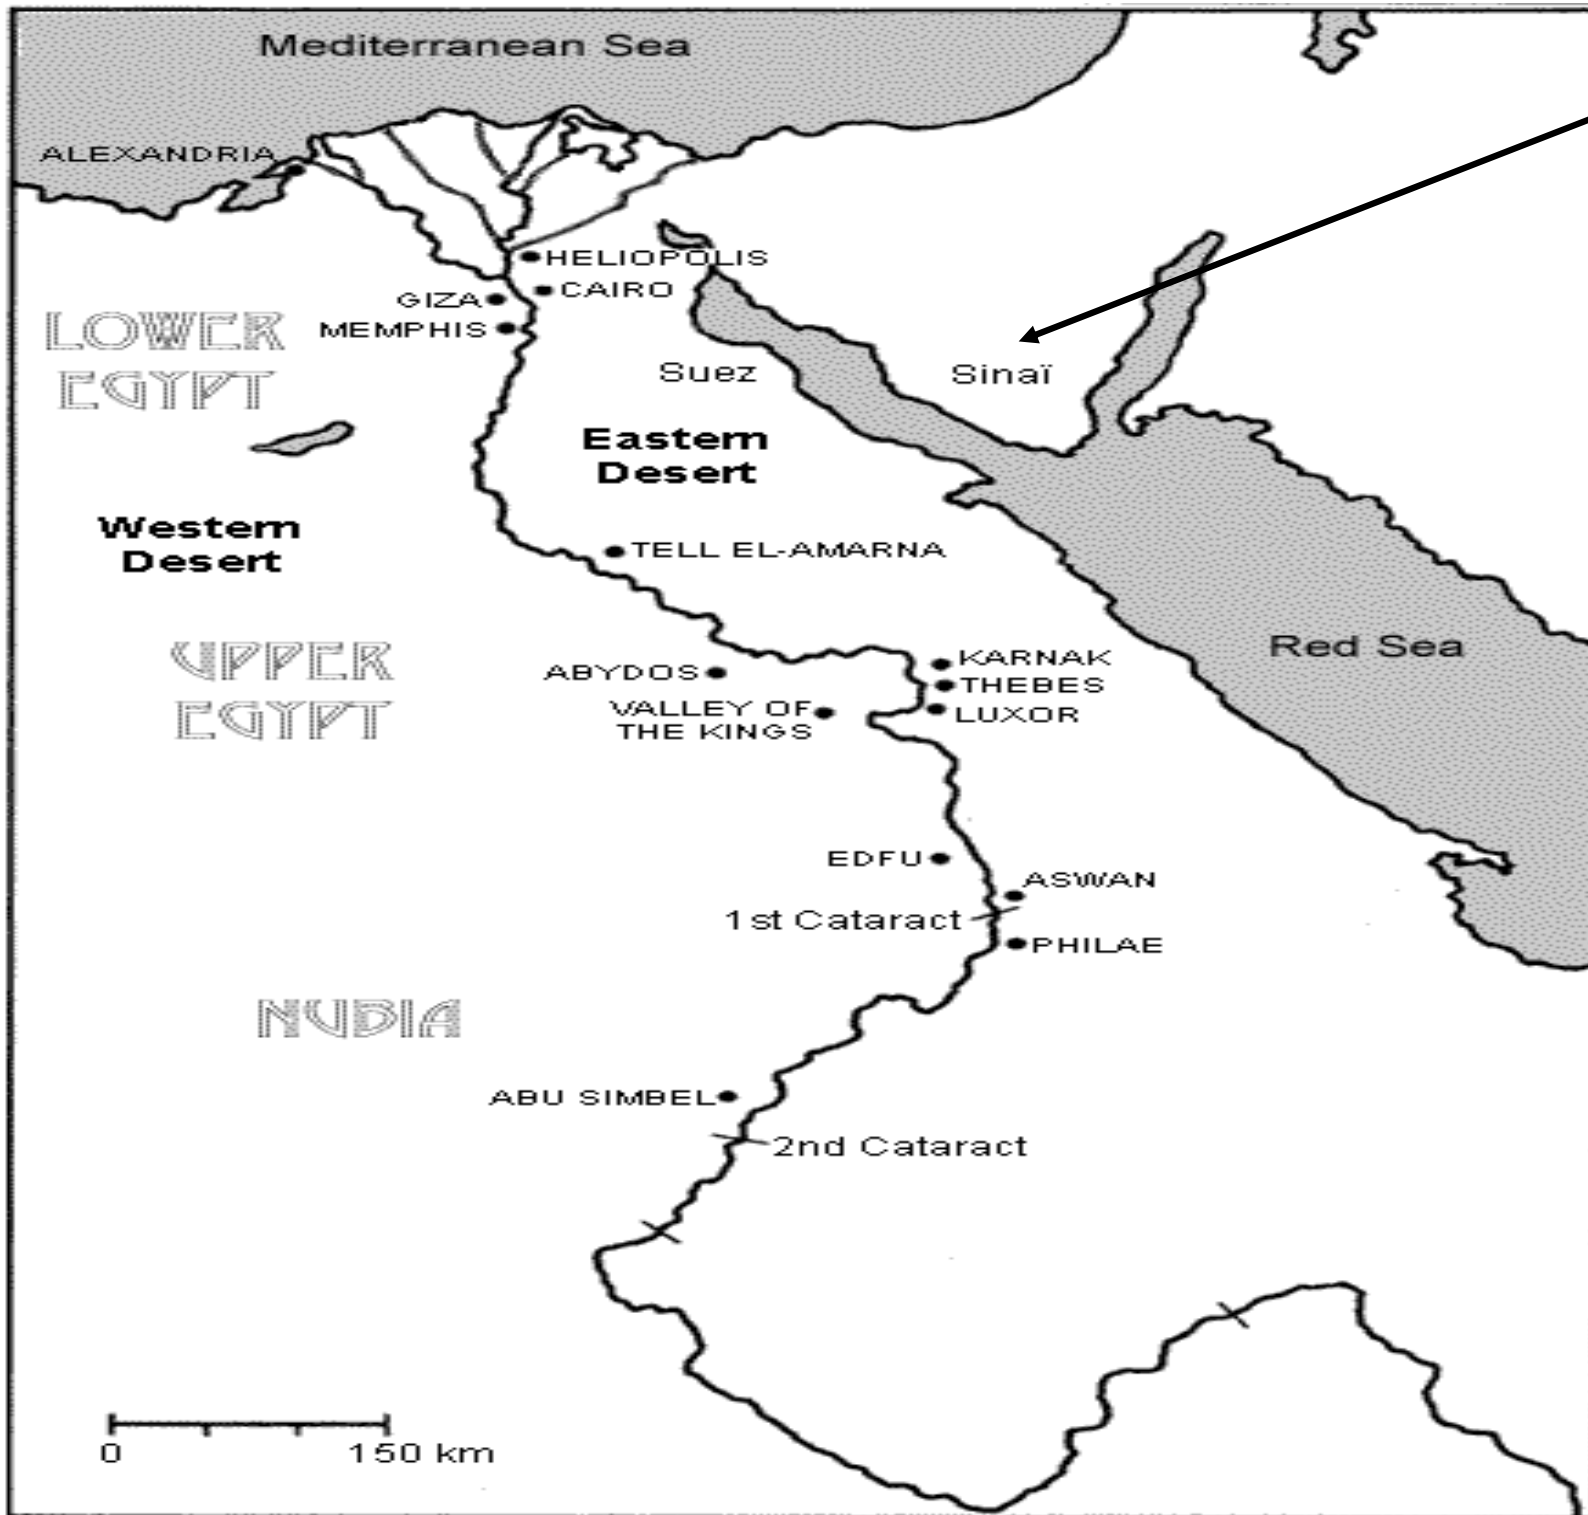 Mediterranean Sea
ALEXANDRIA
HELIOPOLIS
CAIRO
GIZA
MEMPHIS
LOWER
EGYPT
Suez
Sinaï
Eastern
Desert
Western
Desert
TELL EL-AMARNA
UPPER
EGYPT
Red Sea
KARNAK
ABYDOS
THEBES
VALLEY OF
THE KINGS
LUXOR
EDFU
ASWAN
1st Cataract
PHILAE
NUBIA
ABU SIMBEL
2nd Cataract
0 150 km